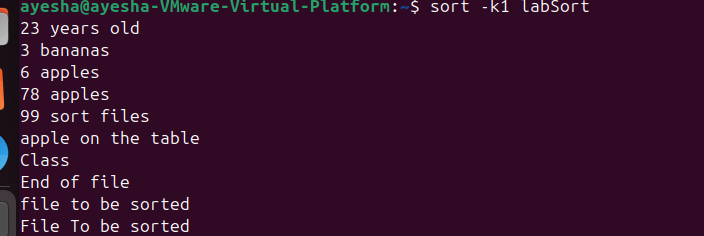 ayesha@ayesha-VMware-Virtual-Platform:~$ sort -k1 labSort
23 years old
3 bananas
6 apples
78 apples
99 sort files
apple on the table
Class
End of file
file to be sorted
File To be sorted